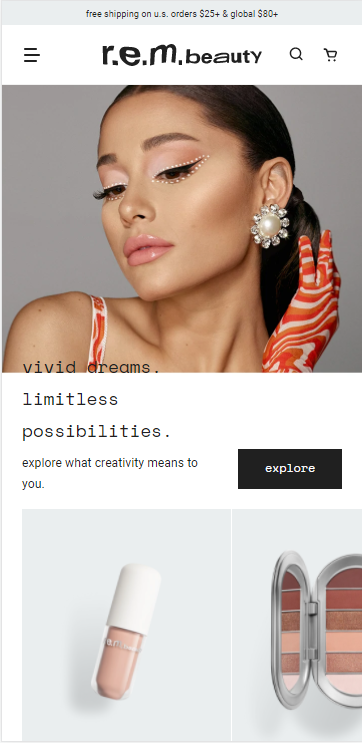 free shipping on u.s. orders $25+ & global $80+
r.e.m.beauty
vivid dreams.
limitless
possibilities.
explore what creativity means to
you.
explore
r.e.m.